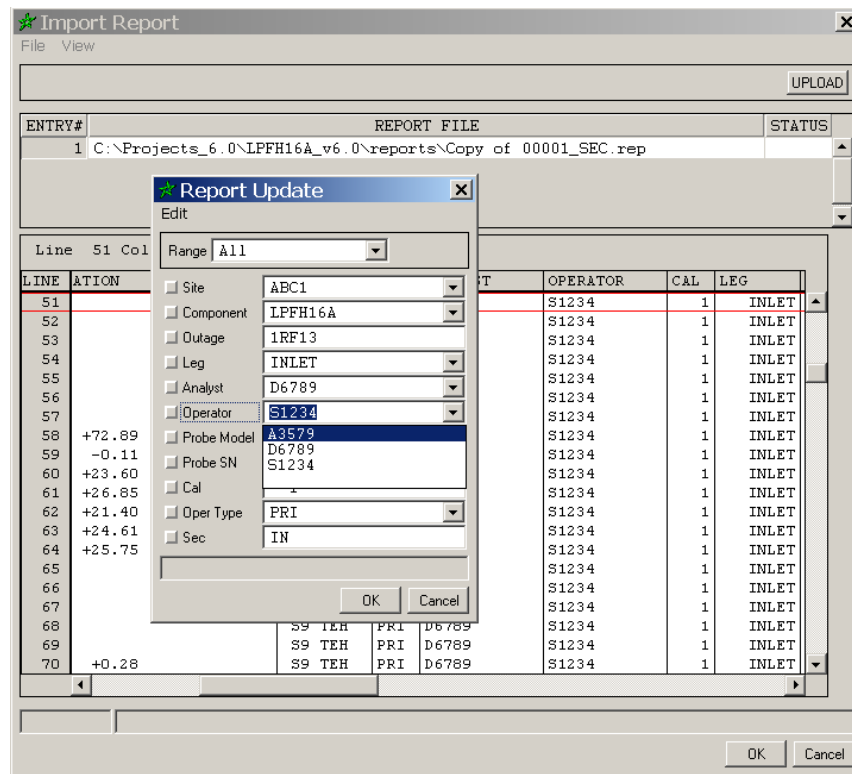 Import Report
File View
UPLOAD
ENTRY# REPORT FILE STATUS
1 C:\Projects_6.0\LPFH16A_v6.0\reports\Copy of 00001_SEC.rep
Report Update
Edit
Range All
Site ABC1
Component LPFH16A
Outage 1RF13
Leg INLET
Analyst D6789
Operator S1234
A3579
D6789
S1234
Probe Model
Probe SN
Cal
Oper Type PRI
Sec IN
OK Cancel
Line 51 Col
LINE ATION T OPERATOR CAL LEG
51 S1234 1 INLET
52 S1234 1 INLET
53 S1234 1 INLET
54 S1234 1 INLET
55 S1234 1 INLET
56 S1234 1 INLET
57 S1234 1 INLET
58 +72.89 S1234 1 INLET
59 -0.11 S1234 1 INLET
60 +23.60 S1234 1 INLET
61 +26.85 S1234 1 INLET
62 +21.40 S1234 1 INLET
63 +24.61 S1234 1 INLET
64 +25.75 S1234 1 INLET
65 S1234 1 INLET
66 S1234 1 INLET
67 S1234 1 INLET
68 S9 TEH PRI D6789 S1234 1 INLET
69 S9 TEH PRI D6789 S1234 1 INLET
70 +0.28 S9 TEH PRI D6789 S1234 1 INLET
OK Cancel